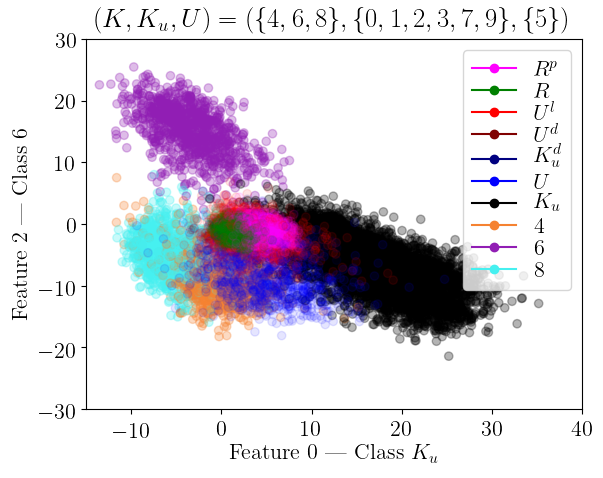 (K, K_u, U) = ({4, 6, 8}, {0, 1, 2, 3, 7, 9}, {5})
30
20
10
0
−10
−20
−30
Feature 2 — Class 6
R^p
R
U^l
U^d
K_u^d
U
K_u
4
6
8
−10
0
10
20
30
40
Feature 0 — Class K_u